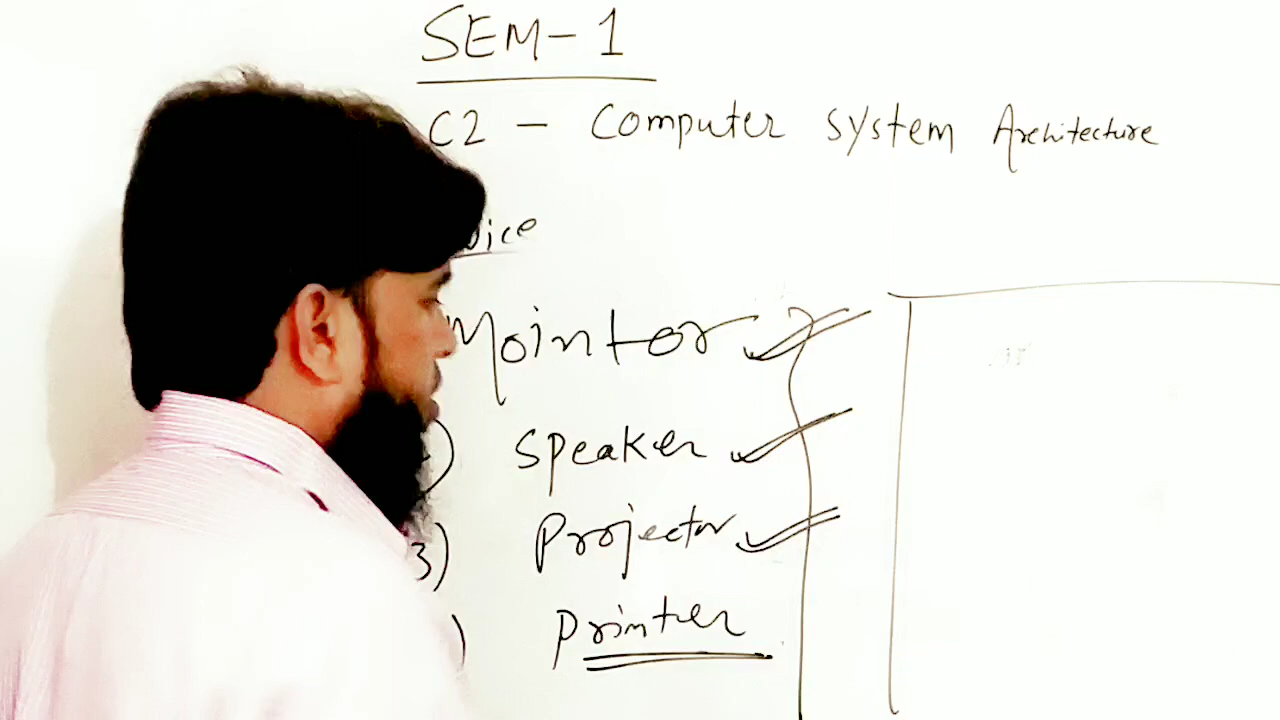 SEM-1
C2 - Computer System Architecture
vice
Mointor
Speaker
3) Projector
) Printer